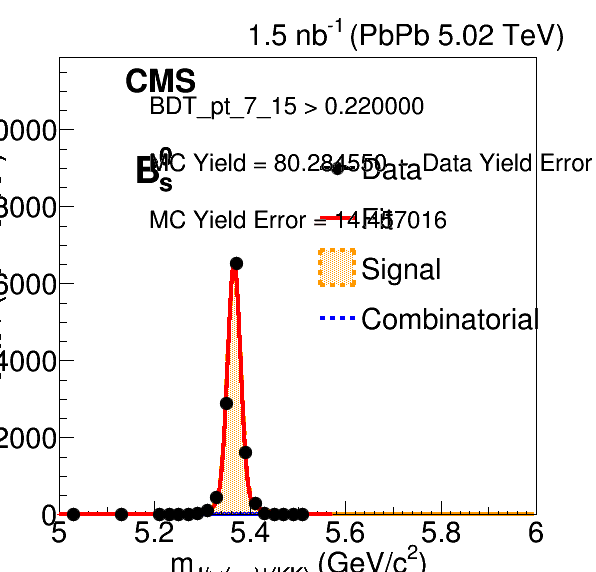 1.5 nb-1 (PbPb 5.02 TeV)
CMS
BDT_pt_7_15 > 0.220000
B0s
MC Yield = 80.284550 Data Yield Error
Data
MC Yield Error = 14.457016
Fit
Signal
Combinatorial
0000
8000
6000
4000
2000
0
5 5.2 5.4 5.6 5.8 6
m (GeV/c2)